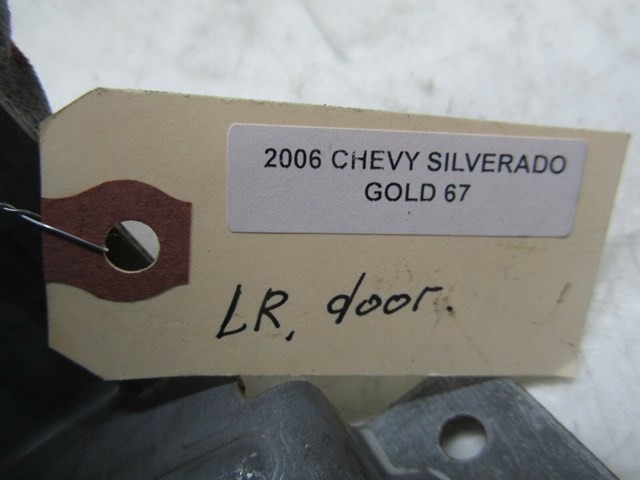 2006 CHEVY SILVERADO
GOLD 67
LR, door.